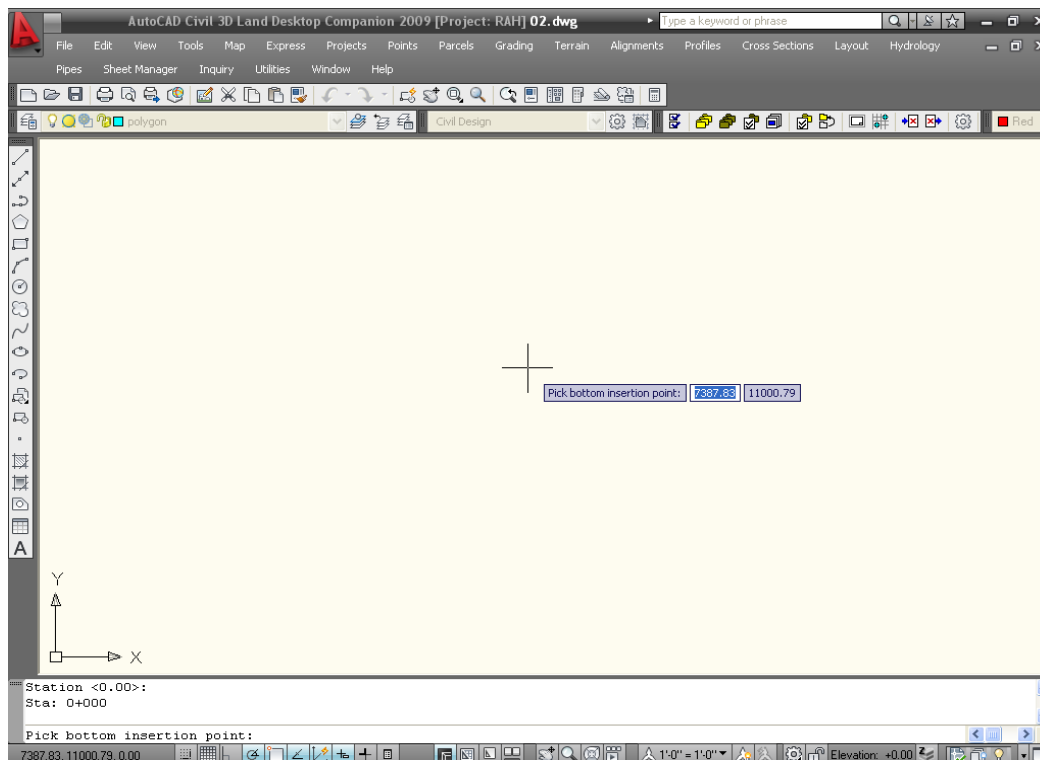 AutoCAD Civil 3D Land Desktop Companion 2009 [Project: RAH] 02.dwg Type a keyword or phrase
File Edit View Tools Map Express Projects Points Parcels Grading Terrain Alignments Profiles Cross Sections Layout Hydrology
Pipes Sheet Manager Inquiry Utilities Window Help
polygon Civil Design Red
A
Pick bottom insertion point: 7387.83 11000.79
Y
X
Station <0.00>:
Sta: 0+000
Pick bottom insertion point:
7387.83, 11000.79, 0.00 1'-0" = 1'-0" Elevation: +0.00